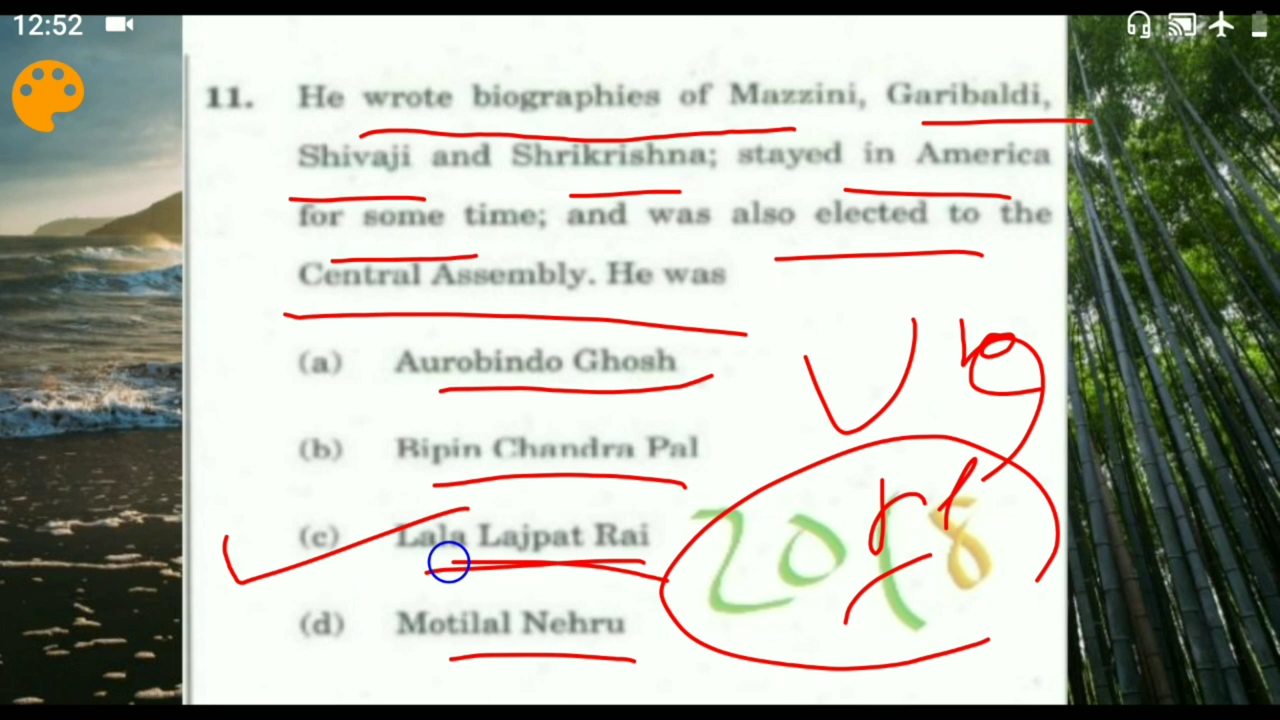 12:52
11. He wrote biographies of Mazzini, Garibaldi,
Shivaji and Shrikrishna; stayed in America
for some time; and was also elected to the
Central Assembly. He was
(a) Aurobindo Ghosh
(b) Bipin Chandra Pal
(c) Lala Lajpat Rai
(d) Motilal Nehru
2018